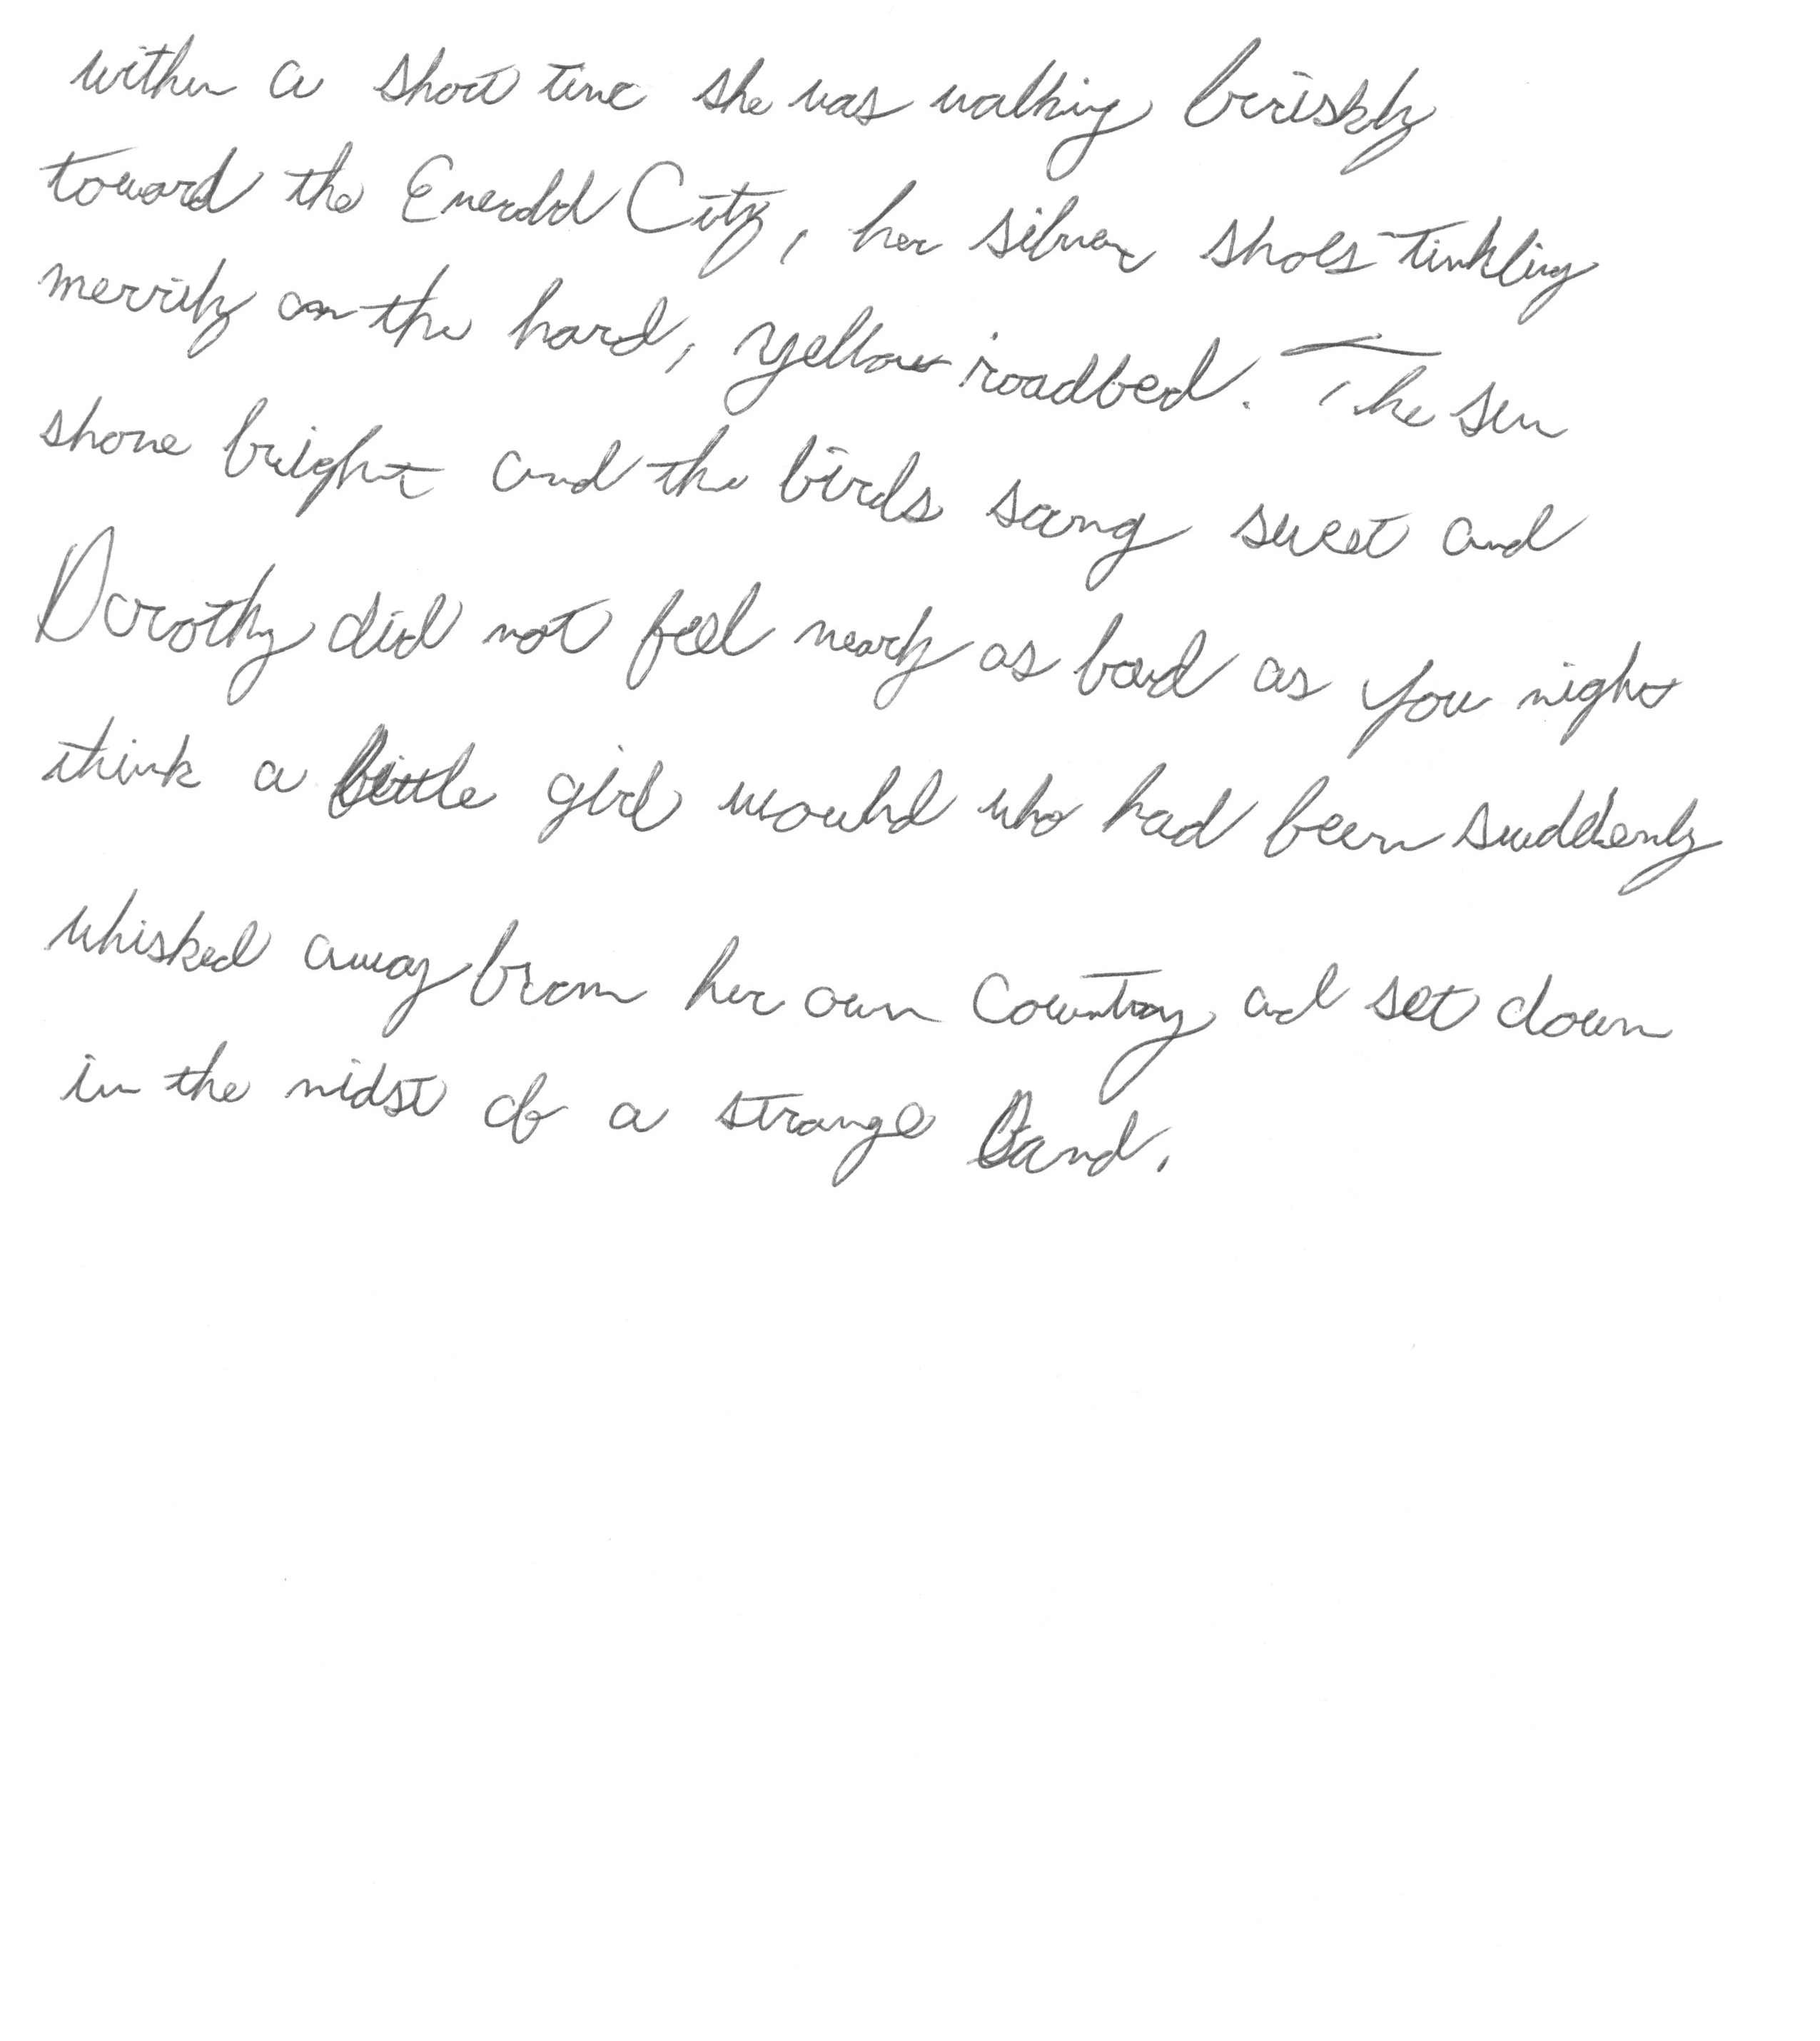 within a short time she was walking briskly
toward the Emerald City, her silver shoes tinkling
merrily on the hard, yellow roadbed. The sun
shone bright and the birds sang sweet and
Dorothy did not feel nearly as bad as you might
think a little girl would who had been suddenly
whisked away from her own country and set down
in the midst of a strange land.